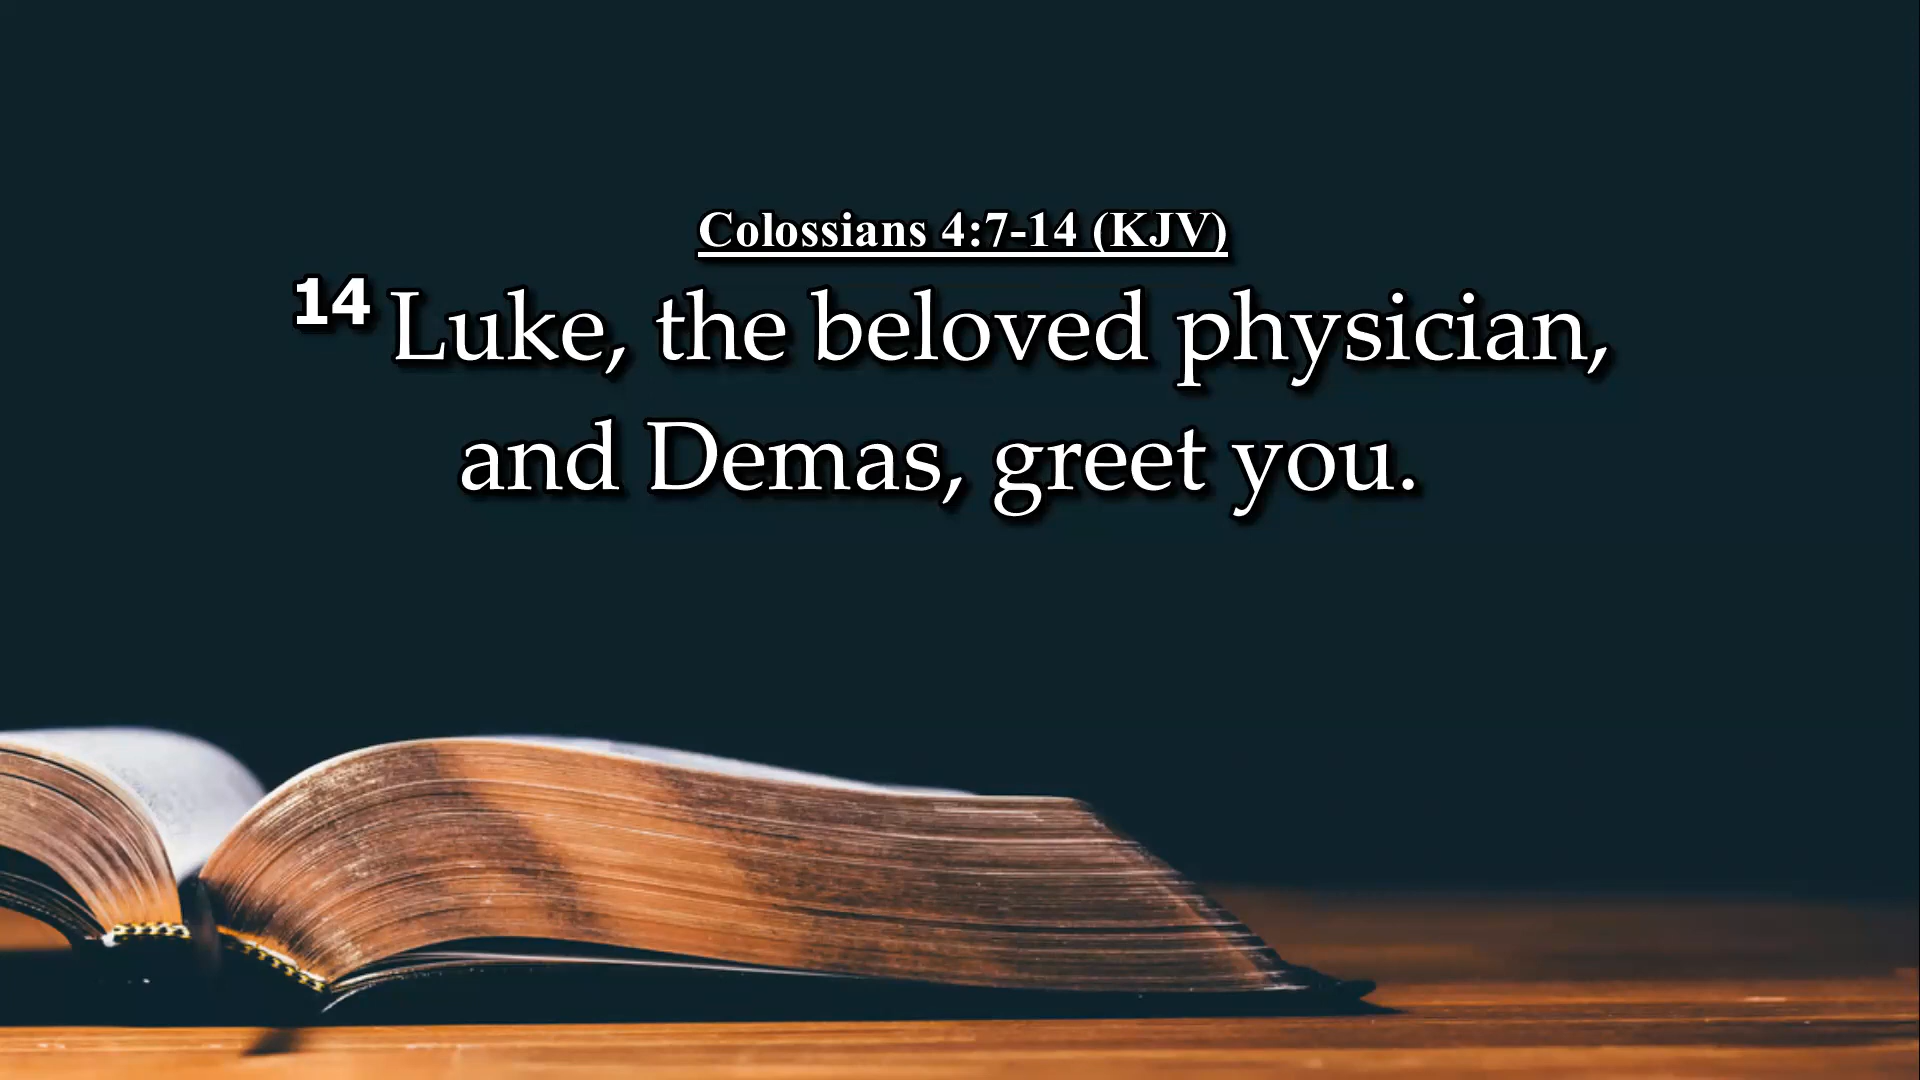 Colossians 4:7-14 (KJV)
14 Luke, the beloved physician,
and Demas, greet you.